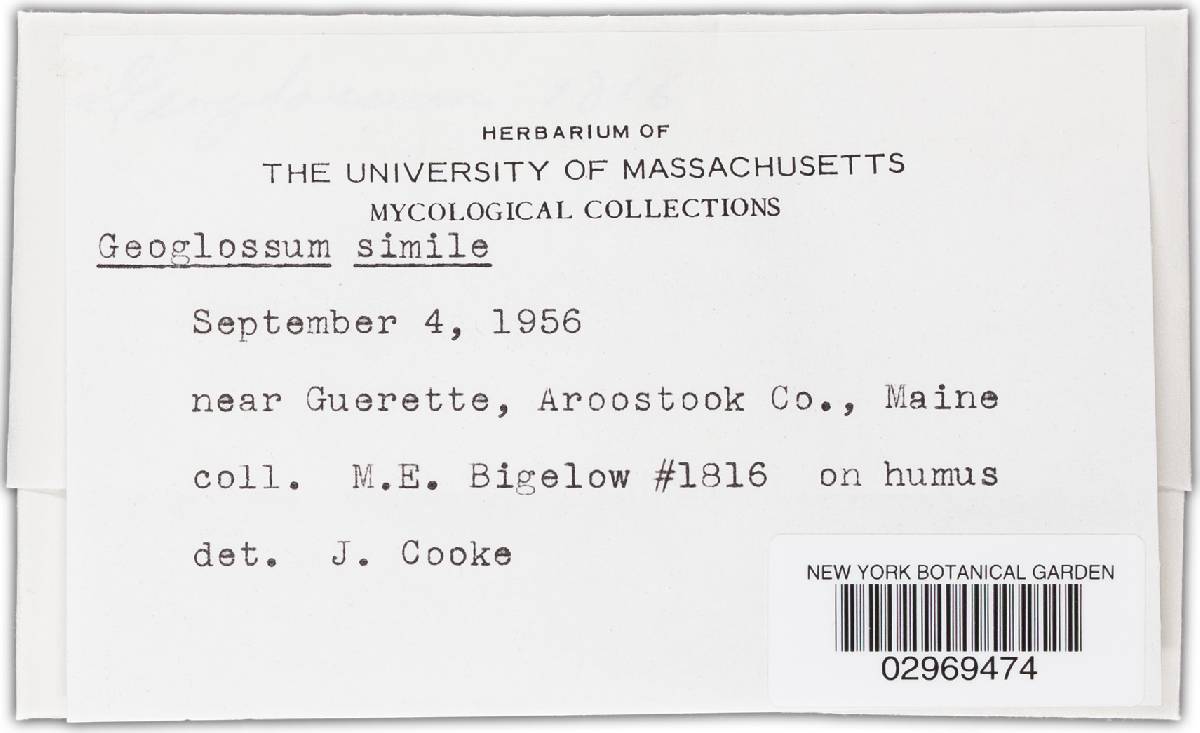 HERBARIUM OF
THE UNIVERSITY OF MASSACHUSETTS
MYCOLOGICAL COLLECTIONS
Geoglossum simile
September 4, 1956
near Guerette, Aroostook Co., Maine
coll. M.E. Bigelow #1816 on humus
det. J. Cooke
NEW YORK BOTANICAL GARDEN
02969474